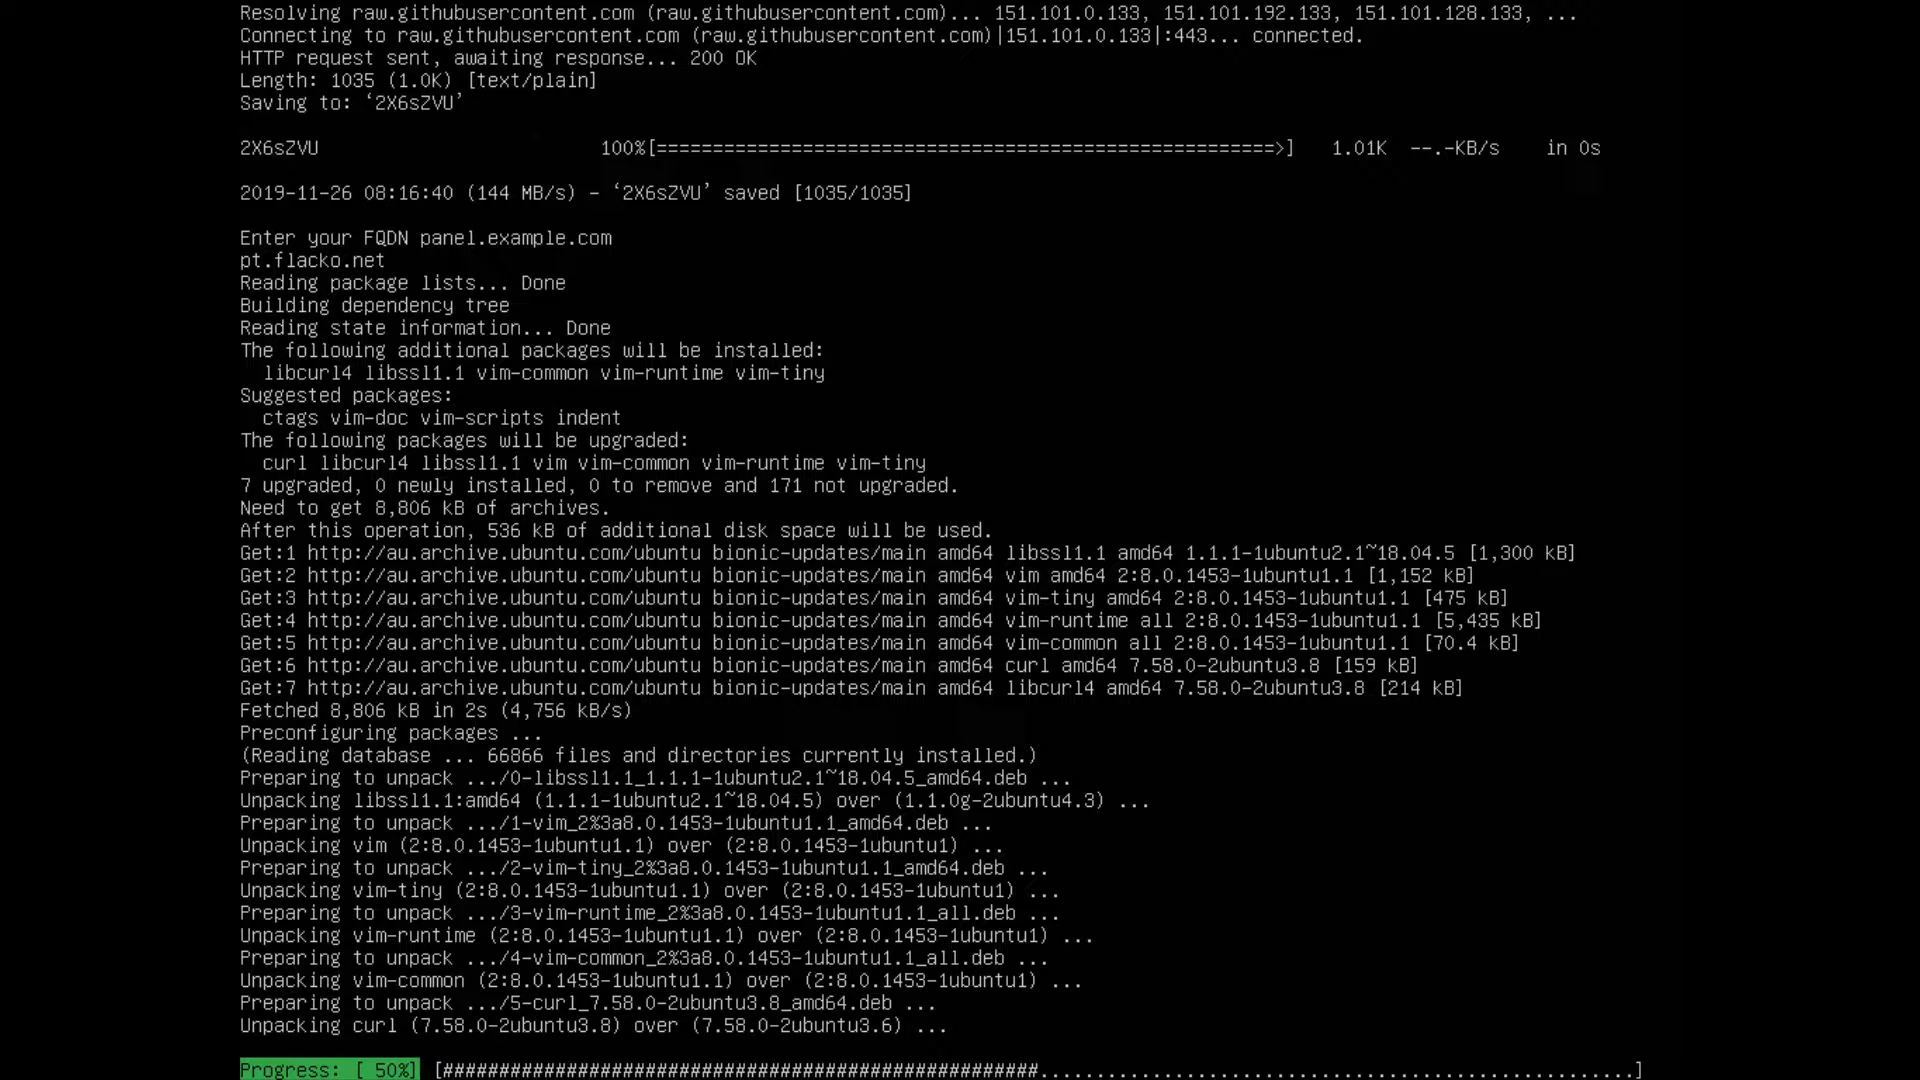 Resolving raw.githubusercontent.com (raw.githubusercontent.com)... 151.101.0.133, 151.101.192.133, 151.101.128.133, ...
Connecting to raw.githubusercontent.com (raw.githubusercontent.com)|151.101.0.133|:443... connected.
HTTP request sent, awaiting response... 200 OK
Length: 1035 (1.0K) [text/plain]
Saving to: ‘2X6sZVU’
2X6sZVU 100%[=======================================================>] 1.01K --.-KB/s in 0s
2019-11-26 08:16:40 (144 MB/s) - ‘2X6sZVU’ saved [1035/1035]
Enter your FQDN panel.example.com
pt.flacko.net
Reading package lists... Done
Building dependency tree
Reading state information... Done
The following additional packages will be installed:
libcurl4 libssl1.1 vim-common vim-runtime vim-tiny
Suggested packages:
ctags vim-doc vim-scripts indent
The following packages will be upgraded:
curl libcurl4 libssl1.1 vim vim-common vim-runtime vim-tiny
7 upgraded, 0 newly installed, 0 to remove and 171 not upgraded.
Need to get 8,806 kB of archives.
After this operation, 536 kB of additional disk space will be used.
Get:1 http://au.archive.ubuntu.com/ubuntu bionic-updates/main amd64 libssl1.1 amd64 1.1.1-1ubuntu2.1~18.04.5 [1,300 kB]
Get:2 http://au.archive.ubuntu.com/ubuntu bionic-updates/main amd64 vim amd64 2:8.0.1453-1ubuntu1.1 [1,152 kB]
Get:3 http://au.archive.ubuntu.com/ubuntu bionic-updates/main amd64 vim-tiny amd64 2:8.0.1453-1ubuntu1.1 [475 kB]
Get:4 http://au.archive.ubuntu.com/ubuntu bionic-updates/main amd64 vim-runtime all 2:8.0.1453-1ubuntu1.1 [5,435 kB]
Get:5 http://au.archive.ubuntu.com/ubuntu bionic-updates/main amd64 vim-common all 2:8.0.1453-1ubuntu1.1 [70.4 kB]
Get:6 http://au.archive.ubuntu.com/ubuntu bionic-updates/main amd64 curl amd64 7.58.0-2ubuntu3.8 [159 kB]
Get:7 http://au.archive.ubuntu.com/ubuntu bionic-updates/main amd64 libcurl4 amd64 7.58.0-2ubuntu3.8 [214 kB]
Fetched 8,806 kB in 2s (4,756 kB/s)
Preconfiguring packages ...
(Reading database ... 66866 files and directories currently installed.)
Preparing to unpack .../0-libssl1.1_1.1.1-1ubuntu2.1~18.04.5_amd64.deb ...
Unpacking libssl1.1:amd64 (1.1.1-1ubuntu2.1~18.04.5) over (1.1.0g-2ubuntu4.3) ...
Preparing to unpack .../1-vim_2%3a8.0.1453-1ubuntu1.1_amd64.deb ...
Unpacking vim (2:8.0.1453-1ubuntu1.1) over (2:8.0.1453-1ubuntu1) ...
Preparing to unpack .../2-vim-tiny_2%3a8.0.1453-1ubuntu1.1_amd64.deb ...
Unpacking vim-tiny (2:8.0.1453-1ubuntu1.1) over (2:8.0.1453-1ubuntu1) ...
Preparing to unpack .../3-vim-runtime_2%3a8.0.1453-1ubuntu1.1_all.deb ...
Unpacking vim-runtime (2:8.0.1453-1ubuntu1.1) over (2:8.0.1453-1ubuntu1) ...
Preparing to unpack .../4-vim-common_2%3a8.0.1453-1ubuntu1.1_all.deb ...
Unpacking vim-common (2:8.0.1453-1ubuntu1.1) over (2:8.0.1453-1ubuntu1) ...
Preparing to unpack .../5-curl_7.58.0-2ubuntu3.8_amd64.deb ...
Unpacking curl (7.58.0-2ubuntu3.8) over (7.58.0-2ubuntu3.6) ...
Progress: [ 50%] [#####################################################.....................................................]